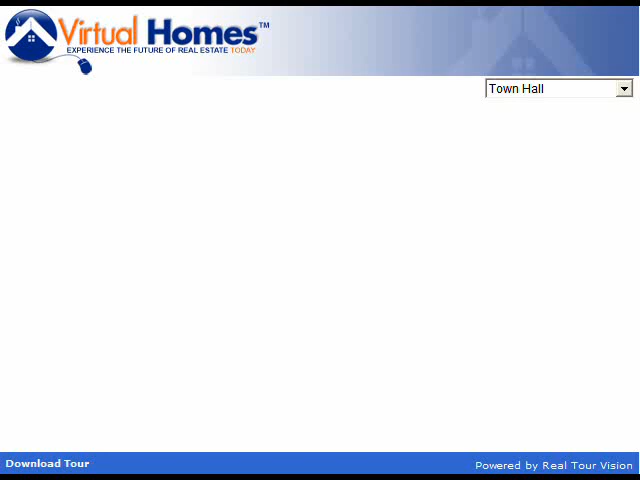 Virtual Homes™
EXPERIENCE THE FUTURE OF REAL ESTATE TODAY
Town Hall
Download Tour
Powered by Real Tour Vision